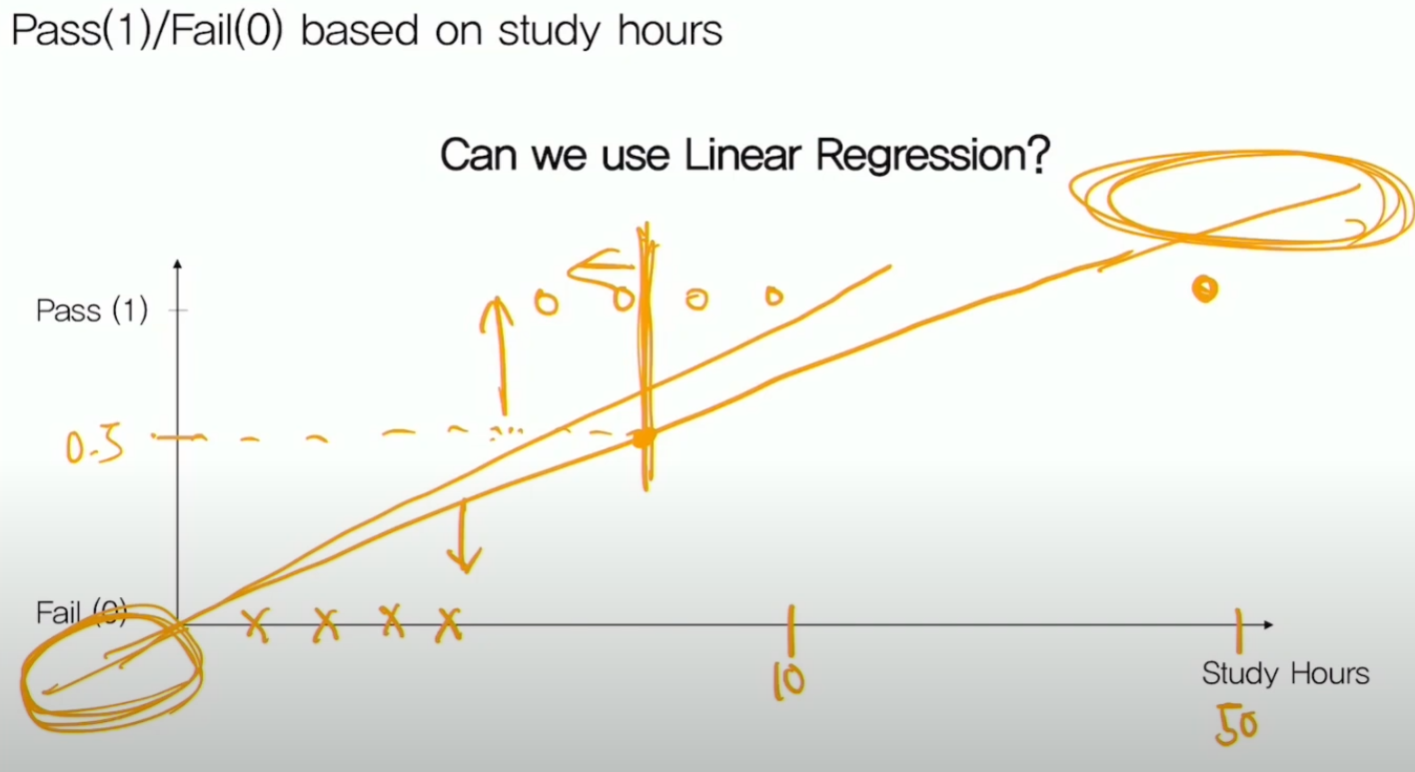 Pass(1)/Fail(0) based on study hours
Can we use Linear Regression?
Pass (1)
0.5
Fail (0)
x x x x
10
Study Hours
50